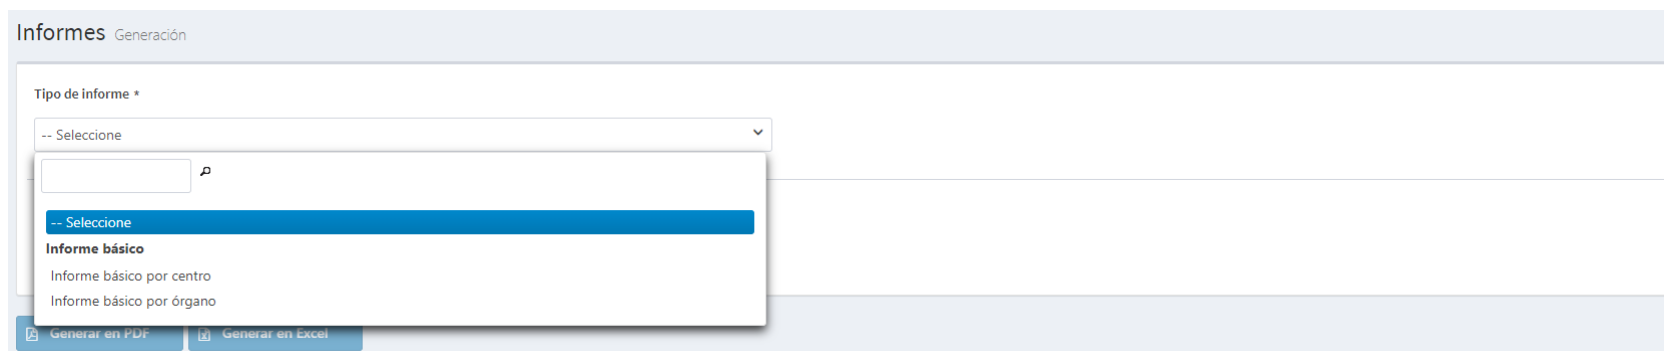 Informes Generación
Tipo de informe *
-- Seleccione
-- Seleccione
Informe básico
Informe básico por centro
Informe básico por órgano
Generar en PDF Generar en Excel